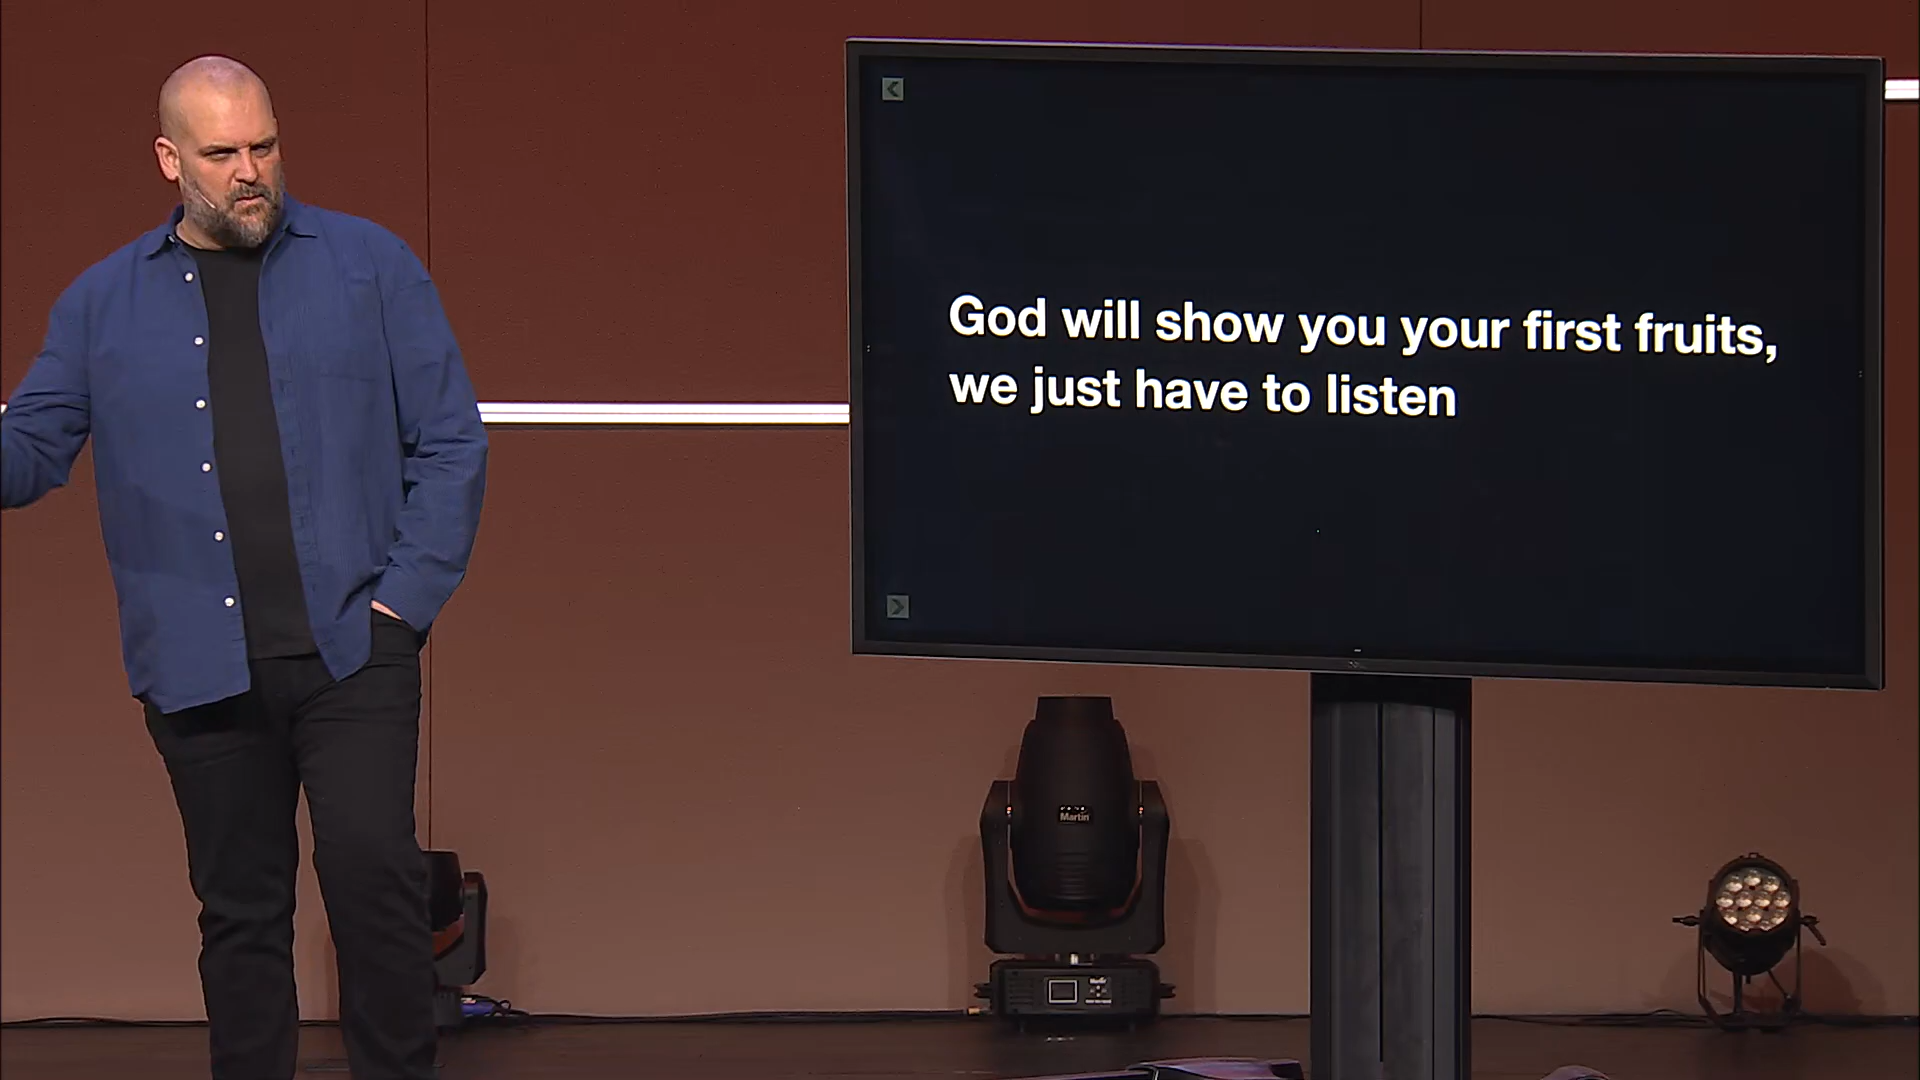 God will show you your first fruits,
we just have to listen
Martin